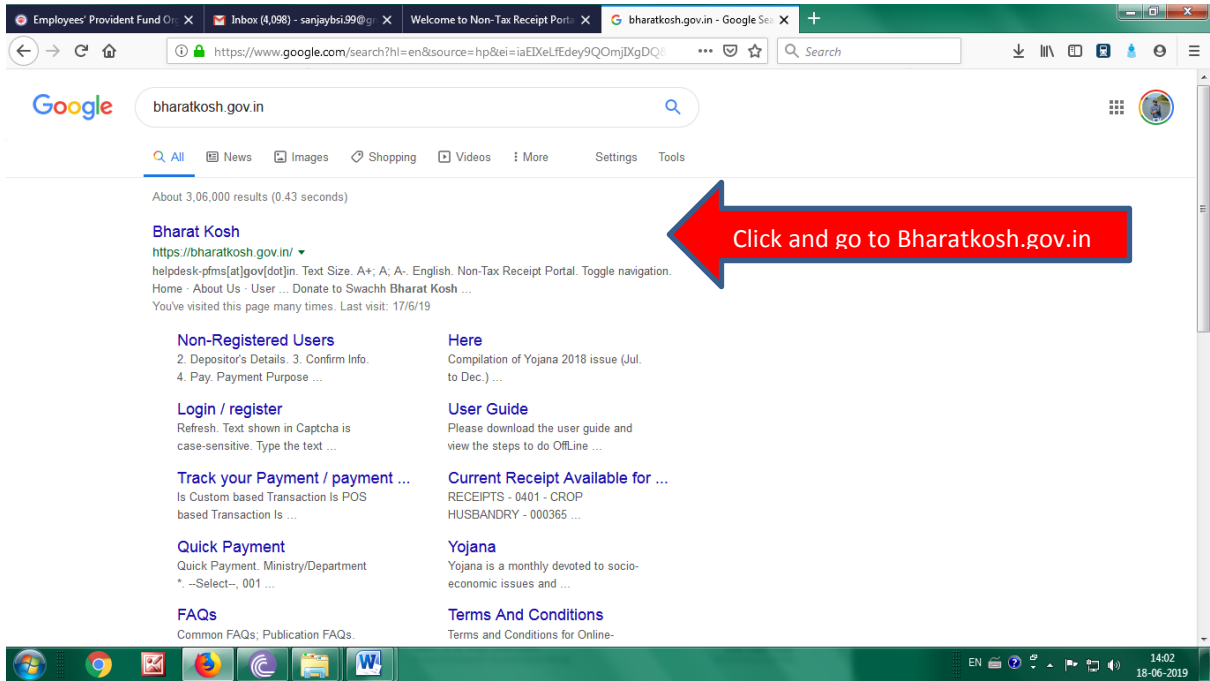 Employees' Provident Fund Or
Inbox (4,098) - sanjaybsi.99@g
Welcome to Non-Tax Receipt Porta
bharatkosh.gov.in - Google Sea
https://www.google.com/search?hl=en&source=hp&ei=iaEIXeLfEdey9QOmjIXgDQ
Search
Google
bharatkosh.gov.in
All News Images Shopping Videos More Settings Tools
About 3,06,000 results (0.43 seconds)
Bharat Kosh
https://bharatkosh.gov.in/
helpdesk-pfms[at]gov[dot]in. Text Size. A+; A; A-. English. Non-Tax Receipt Portal. Toggle navigation.
Home · About Us · User ... Donate to Swachh Bharat Kosh ...
You've visited this page many times. Last visit: 17/6/19
Click and go to Bharatkosh.gov.in
Non-Registered Users
2. Depositor's Details. 3. Confirm Info.
4. Pay. Payment Purpose ...
Here
Compilation of Yojana 2018 issue (Jul.
to Dec.) ...
Login / register
Refresh. Text shown in Captcha is
case-sensitive. Type the text ...
User Guide
Please download the user guide and
view the steps to do OffLine ...
Track your Payment / payment ...
Is Custom based Transaction Is POS
based Transaction Is ...
Current Receipt Available for ...
RECEIPTS - 0401 - CROP
HUSBANDRY - 000365 ...
Quick Payment
Quick Payment. Ministry/Department
*. --Select--, 001 ...
Yojana
Yojana is a monthly devoted to socio-
economic issues and ...
FAQs
Common FAQs; Publication FAQs.
Terms And Conditions
Terms and Conditions for Online-
EN
14:02
18-06-2019